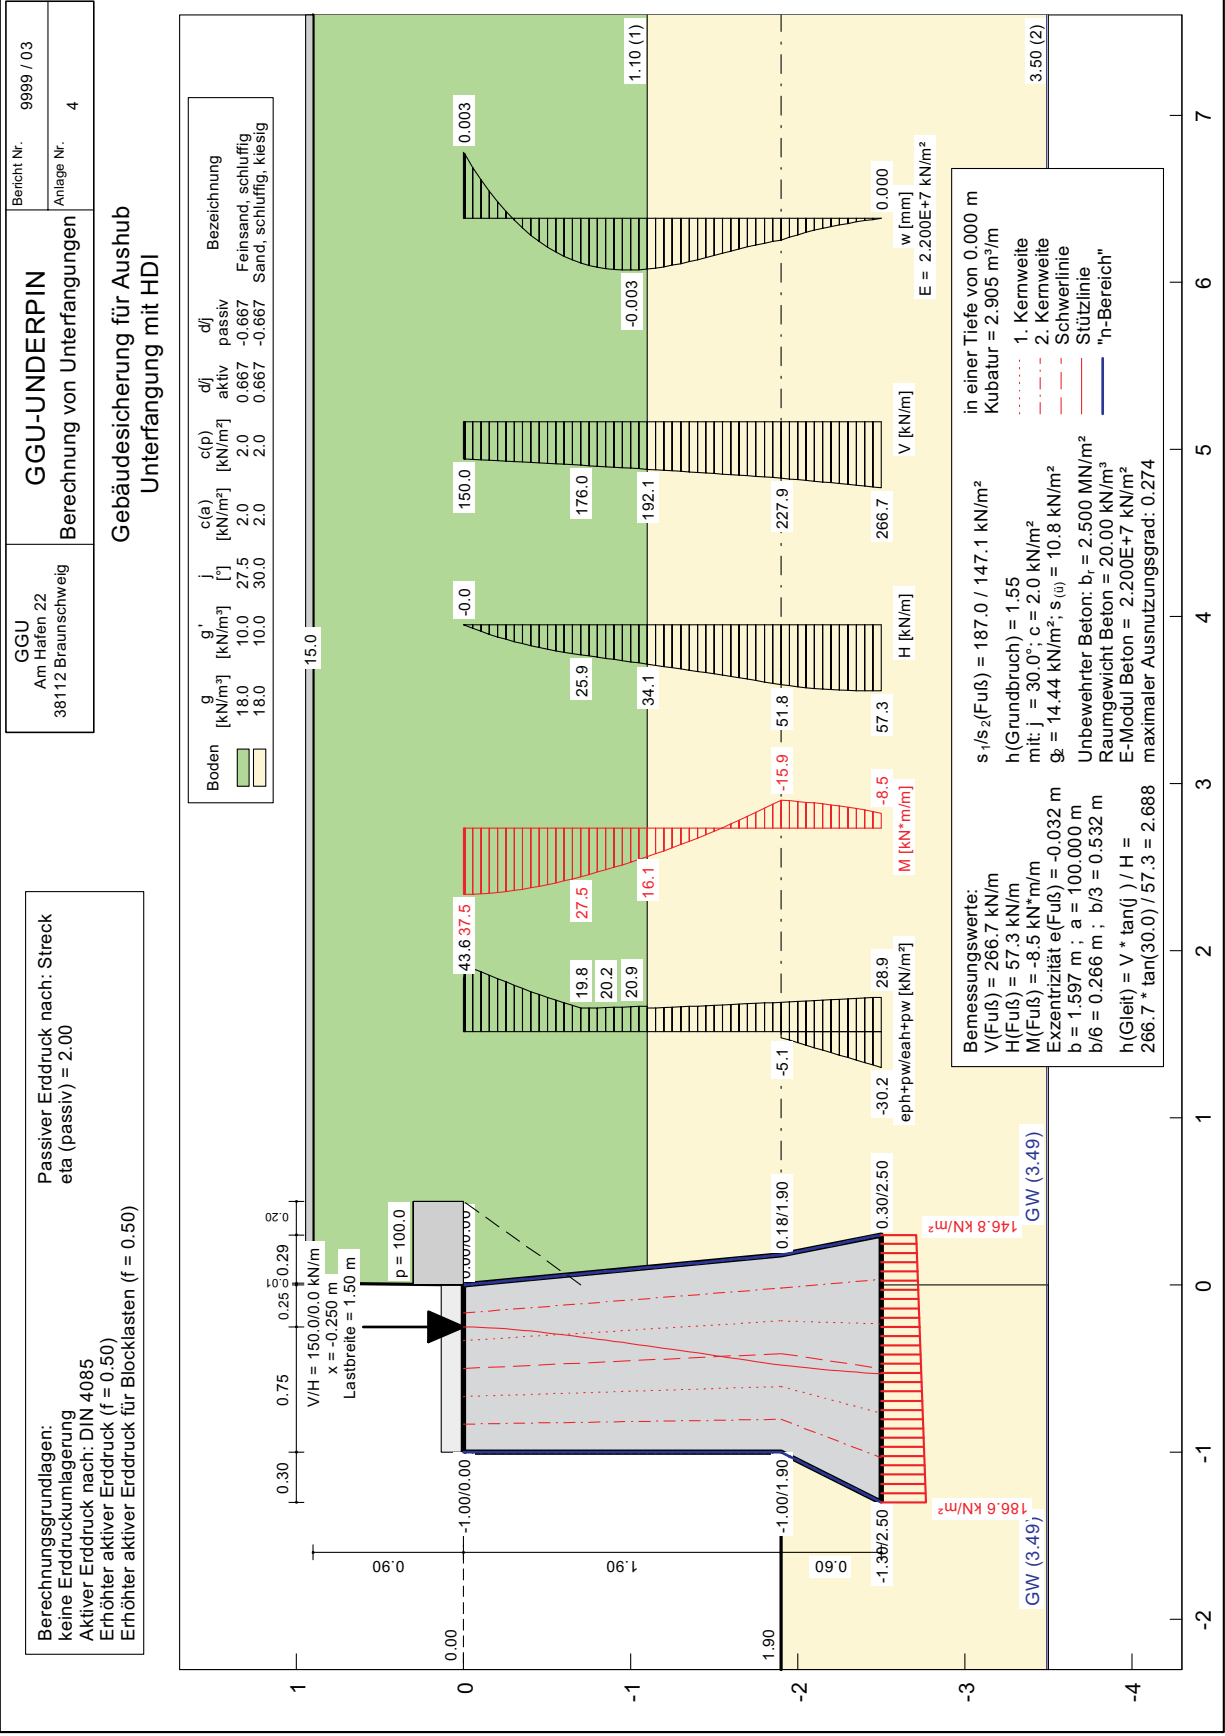 GGU
Am Hafen 22
38112 Braunschweig
GGU-UNDERPIN
Berechnung von Unterfangungen
Bericht Nr. 9999 / 03
Anlage Nr. 4
Berechnungsgrundlagen:
keine Erddruckumlagerung
Aktiver Erddruck nach: DIN 4085
Erhöhter aktiver Erddruck (f = 0.50)
Erhöhter aktiver Erddruck für Blocklasten (f = 0.50)
Passiver Erddruck nach: Streck
eta (passiv) = 2.00
Gebäudesicherung für Aushub
Unterfangung mit HDI
Boden g [kN/m³] g' [kN/m³] j [°] c(a) [kN/m²] c(p) [kN/m²] d/j aktiv d/j passiv Bezeichnung
18.0 10.0 27.5 2.0 2.0 0.667 -0.667 Feinsand, schluffig
18.0 10.0 30.0 2.0 2.0 0.667 -0.667 Sand, schluffig, kiesig
15.0
0.30
0.75
0.25
0.01
0.29
0.20
V/H = 150.0/0.0 kN/m
x = -0.250 m
Lastbreite = 1.50 m
p = 100.0
0.90
1.90
0.60
0.00
1.90
-1.00/0.00
0.00/0.00
-1.00/1.90
0.18/1.90
-1.30/2.50
0.30/2.50
186.6 kN/m²
146.8 kN/m²
GW (3.49)
GW (3.49)
1.10 (1)
3.50 (2)
43.6
19.8
20.2
20.9
-5.1
-30.2
28.9
eph+pw/eah+pw [kN/m²]
37.5
27.5
16.1
-15.9
-8.5
M [kN*m/m]
-0.0
25.9
34.1
51.8
57.3
H [kN/m]
150.0
176.0
192.1
227.9
266.7
V [kN/m]
0.003
-0.003
0.000
w [mm]
E = 2.200E+7 kN/m²
Bemessungswerte:
V(Fuß) = 266.7 kN/m
H(Fuß) = 57.3 kN/m
M(Fuß) = -8.5 kN*m/m
Exzentrizität e(Fuß) = -0.032 m
b = 1.597 m ; a = 100.000 m
b/6 = 0.266 m ; b/3 = 0.532 m
h(Gleit) = V * tan(j ) / H =
266.7 * tan(30.0) / 57.3 = 2.688
s₁/s₂(Fuß) = 187.0 / 147.1 kN/m²
h(Grundbruch) = 1.55
mit: j = 30.0°; c = 2.0 kN/m²
g₂ = 14.44 kN/m²; s (ü) = 10.8 kN/m²
Unbewehrter Beton: bᵣ = 2.500 MN/m²
Raumgewicht Beton = 20.00 kN/m³
E-Modul Beton = 2.200E+7 kN/m²
maximaler Ausnutzungsgrad: 0.274
in einer Tiefe von 0.000 m
Kubatur = 2.905 m³/m
1. Kernweite
2. Kernweite
Schwerlinie
Stützlinie
"n-Bereich"
1
0
-1
-2
-3
-4
-2
-1
0
1
2
3
4
5
6
7